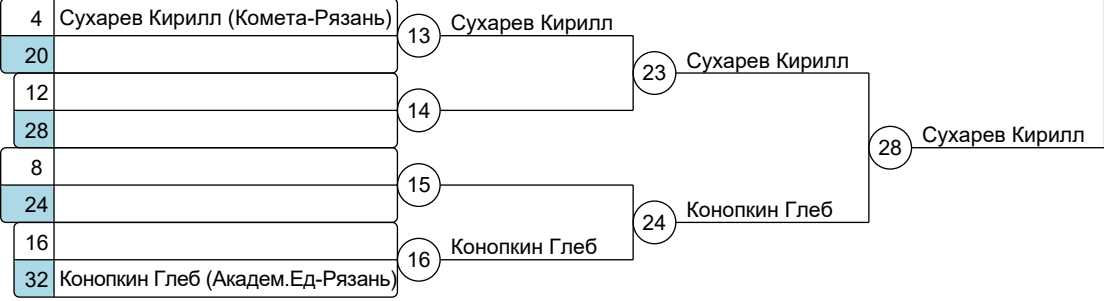 4 Сухарев Кирилл (Комета-Рязань)
13 Сухарев Кирилл
20
23 Сухарев Кирилл
12
14
28
28 Сухарев Кирилл
8
15
24
24 Конопкин Глеб
16
16 Конопкин Глеб
32 Конопкин Глеб (Академ.Ед-Рязань)